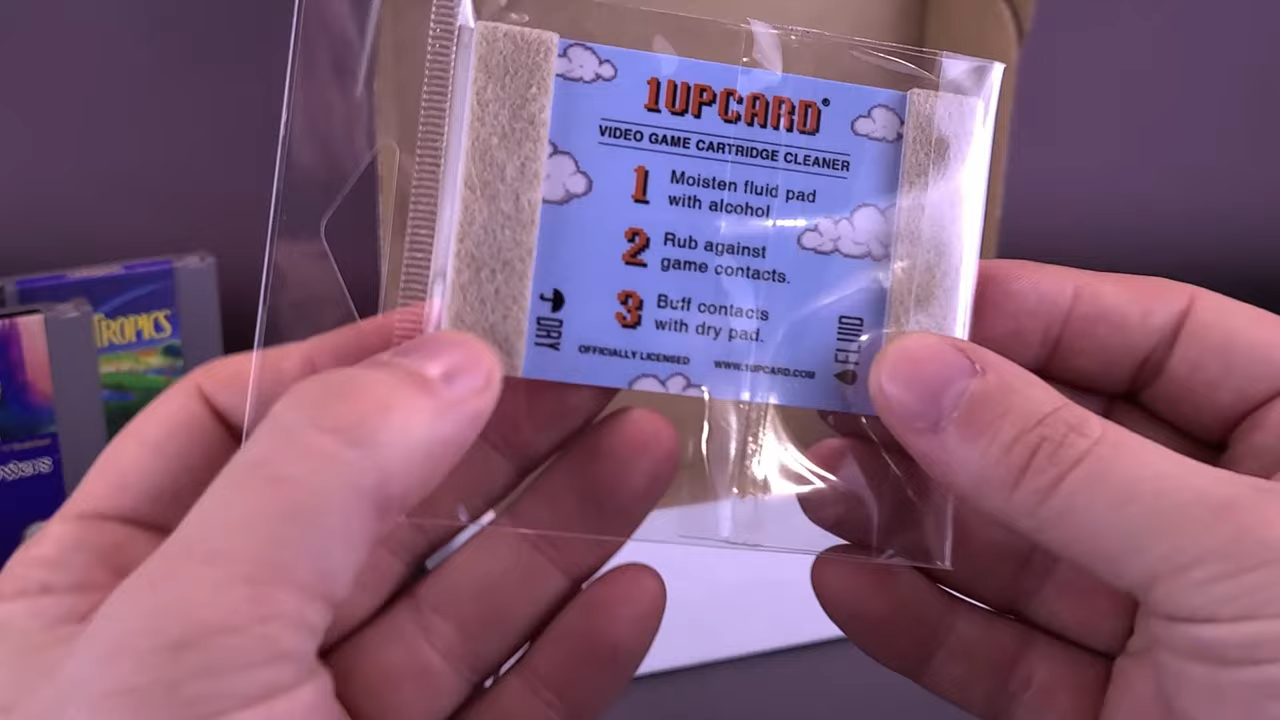 1UPCARD®
VIDEO GAME CARTRIDGE CLEANER
1 Moisten fluid pad
with alcohol
2 Rub against
game contacts.
3 Buff contacts
with dry pad.
DRY
FLUID
OFFICIALLY LICENSED
WWW.1UPCARD.COM
TROPICS